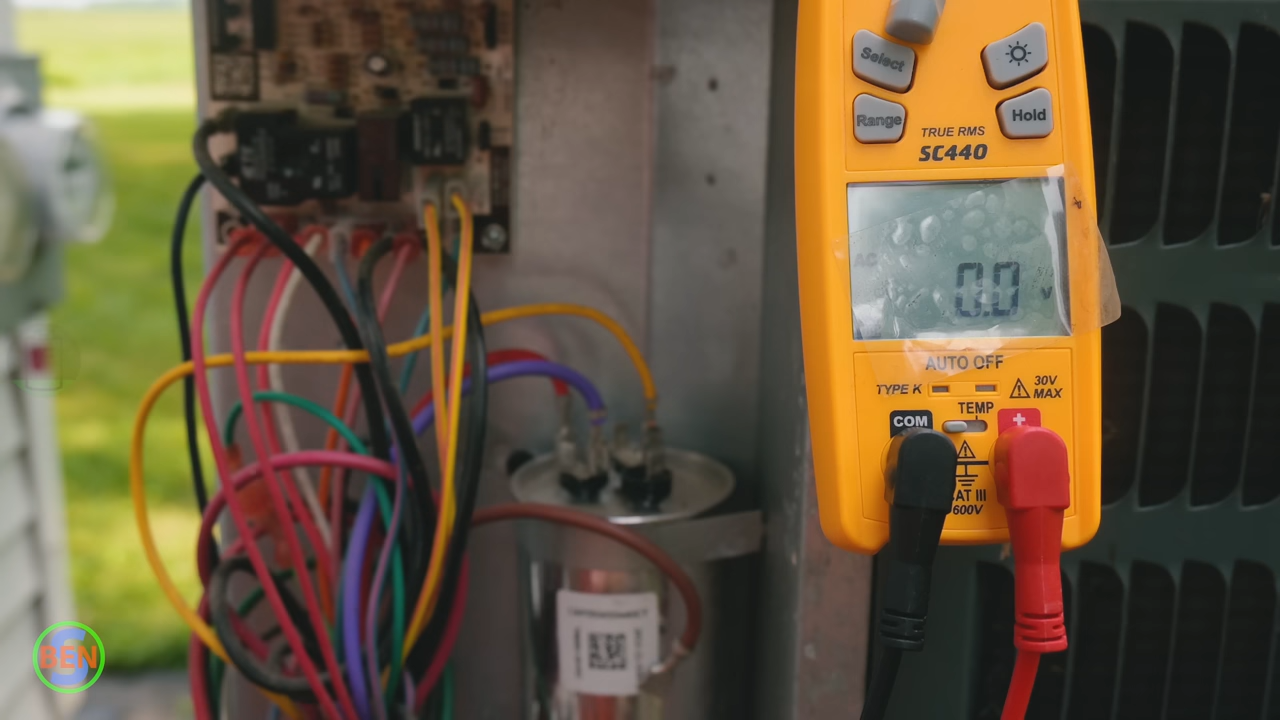 Select
Range
Hold
TRUE RMS
SC440
AC
0.0
V
AUTO OFF
TYPE K
30V
MAX
TEMP
COM
+
CAT III
600V
BEN
S